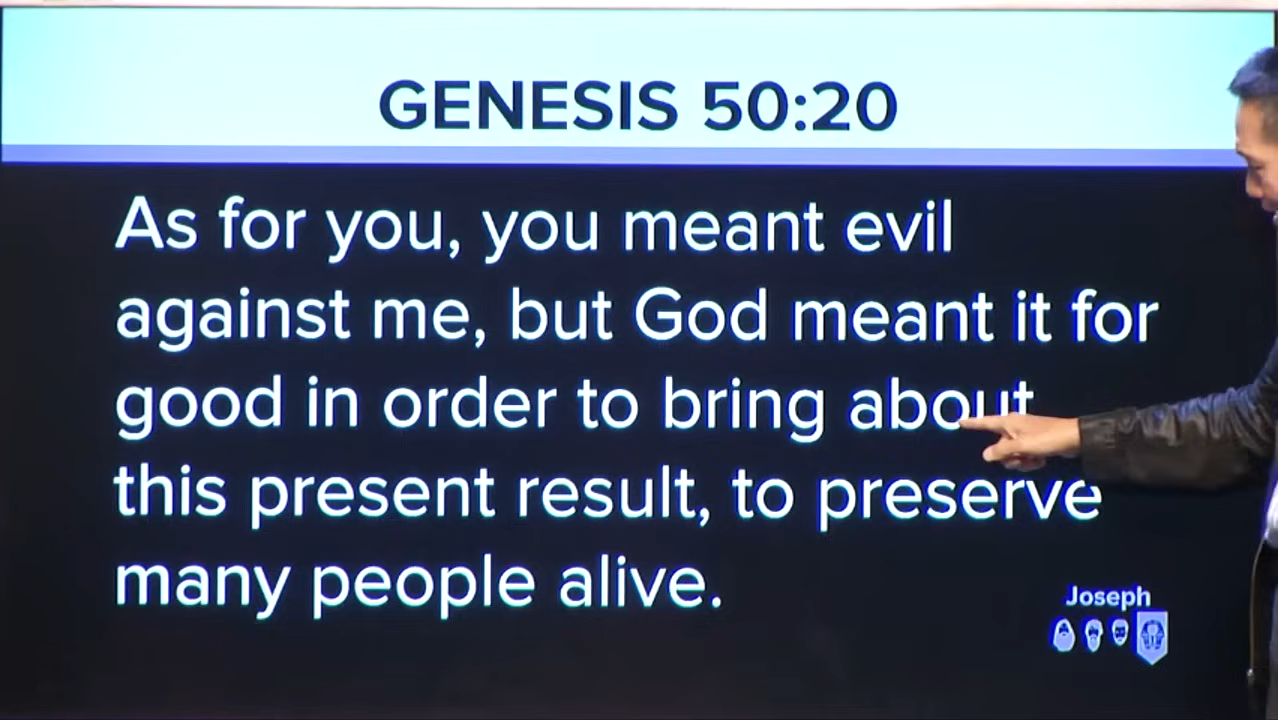 GENESIS 50:20
As for you, you meant evil
against me, but God meant it for
good in order to bring about
this present result, to preserve
many people alive.
Joseph